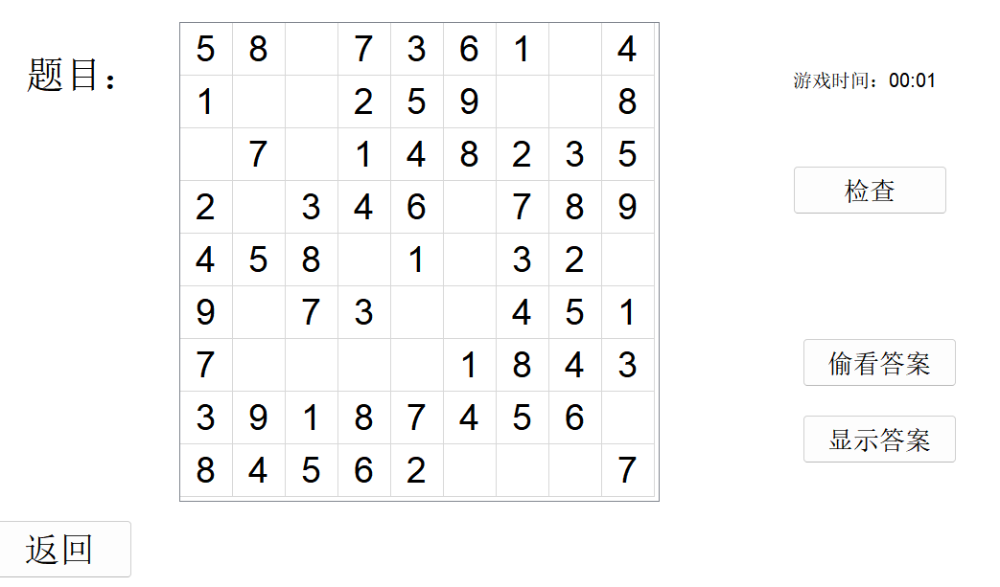 题目：
5 8 7 3 6 1 4
游戏时间：00:01
1 2 5 9 8
7 1 4 8 2 3 5
检查
2 3 4 6 7 8 9
4 5 8 1 3 2
9 7 3 4 5 1
7 1 8 4 3
偷看答案
3 9 1 8 7 4 5 6
显示答案
8 4 5 6 2 7
返回